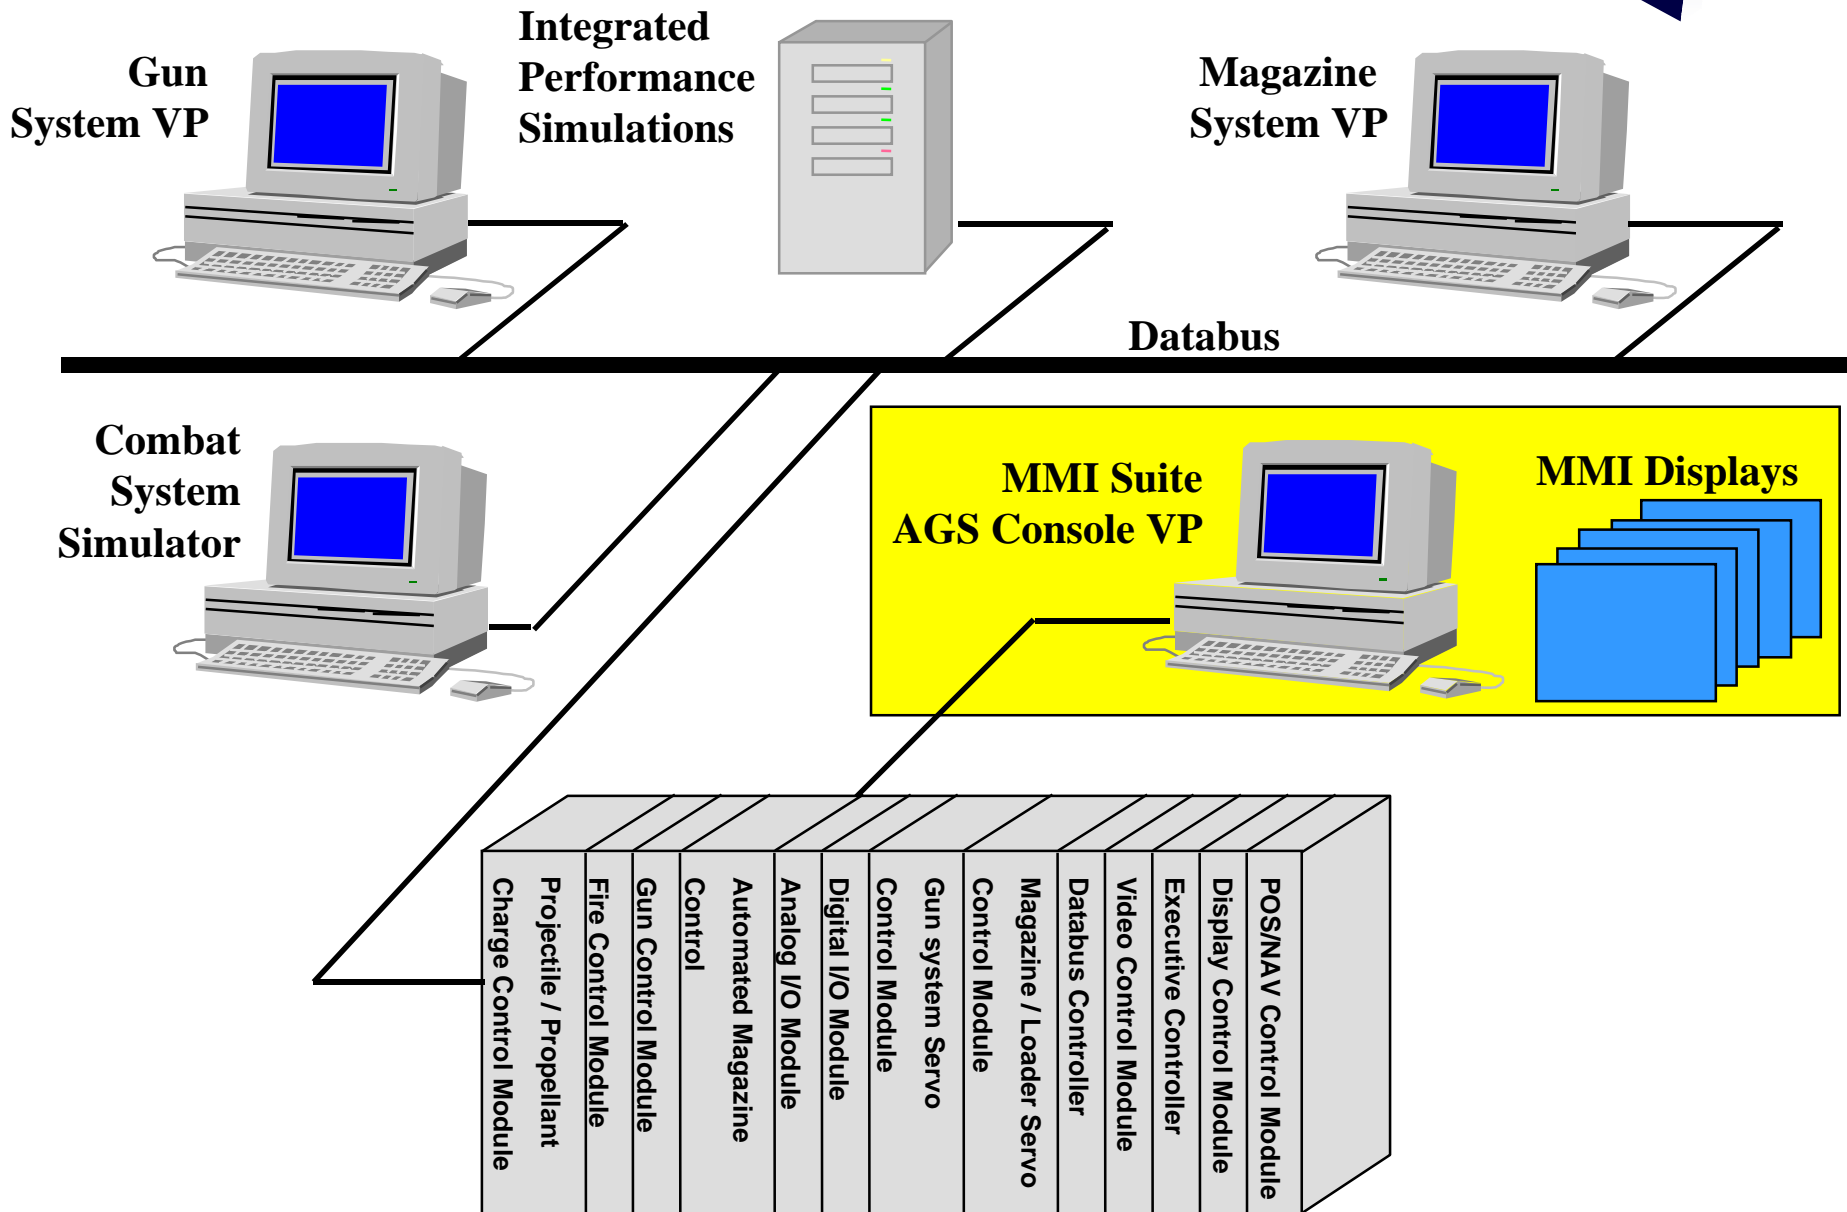 Gun
System VP
Integrated
Performance
Simulations
Magazine
System VP
Databus
Combat
System
Simulator
MMI Suite
AGS Console VP
MMI Displays
Projectile / Propellant
Charge Control Module
Fire Control Module
Gun Control Module
Automated Magazine
Control
Analog I/O Module
Digital I/O Module
Gun system Servo
Control Module
Magazine / Loader Servo
Control Module
Databus Controller
Video Control Module
Executive Controller
Display Control Module
POS/NAV Control Module